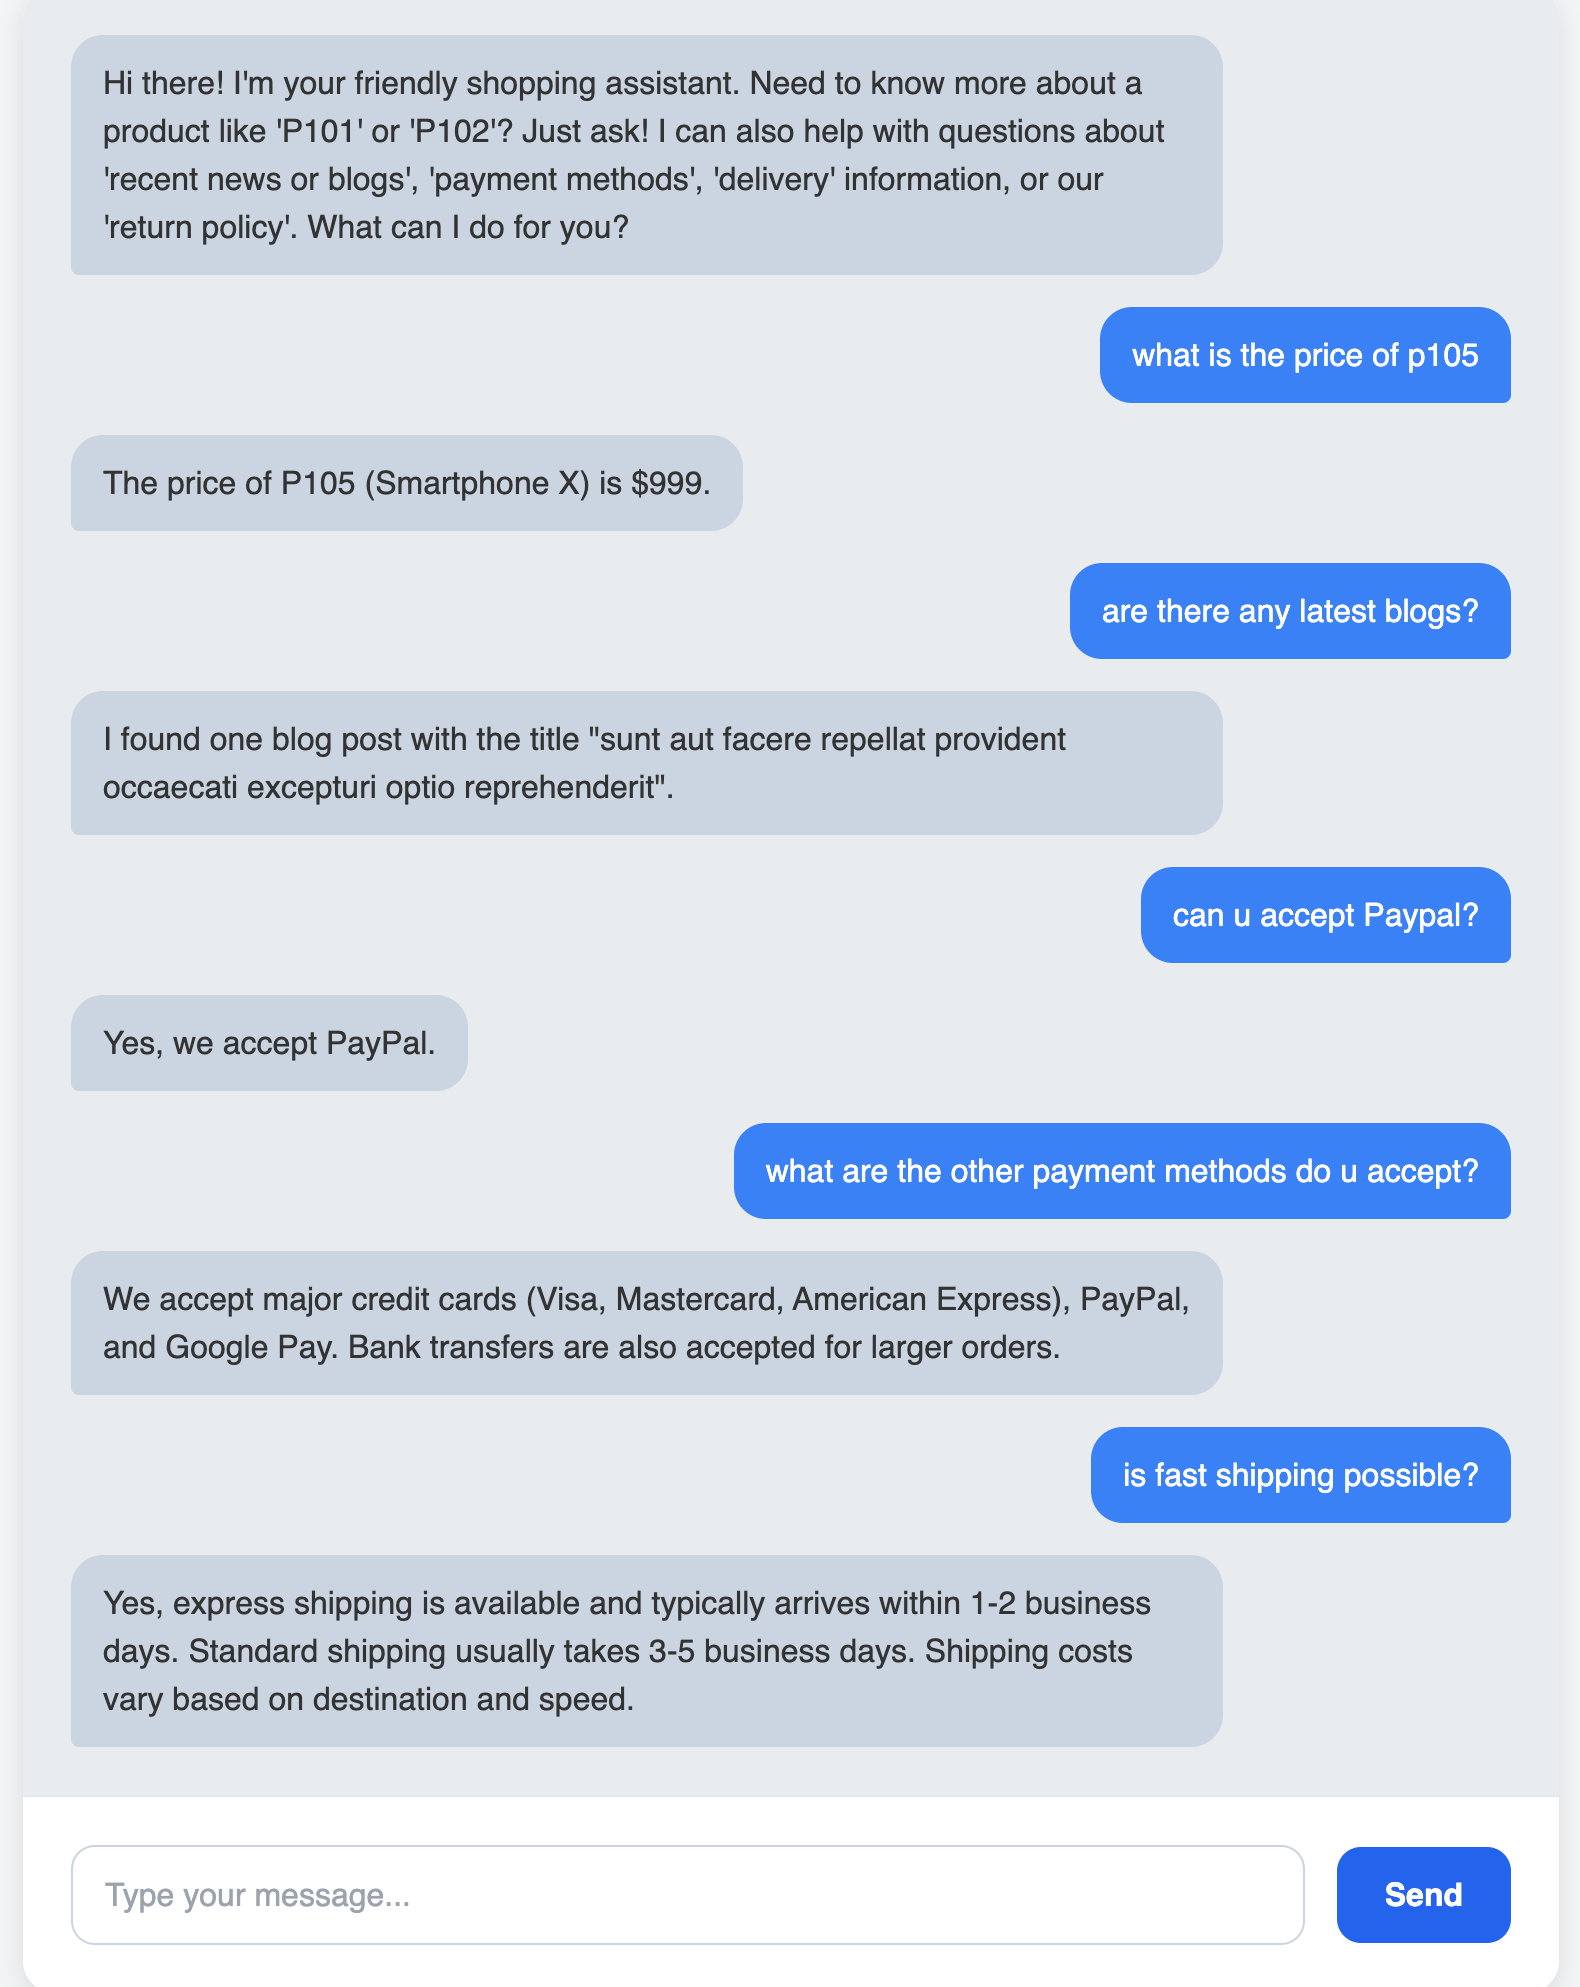 Hi there! I'm your friendly shopping assistant. Need to know more about a
product like 'P101' or 'P102'? Just ask! I can also help with questions about
'recent news or blogs', 'payment methods', 'delivery' information, or our
'return policy'. What can I do for you?
what is the price of p105
The price of P105 (Smartphone X) is $999.
are there any latest blogs?
I found one blog post with the title "sunt aut facere repellat provident
occaecati excepturi optio reprehenderit".
can u accept Paypal?
Yes, we accept PayPal.
what are the other payment methods do u accept?
We accept major credit cards (Visa, Mastercard, American Express), PayPal,
and Google Pay. Bank transfers are also accepted for larger orders.
is fast shipping possible?
Yes, express shipping is available and typically arrives within 1-2 business
days. Standard shipping usually takes 3-5 business days. Shipping costs
vary based on destination and speed.
Type your message...
Send